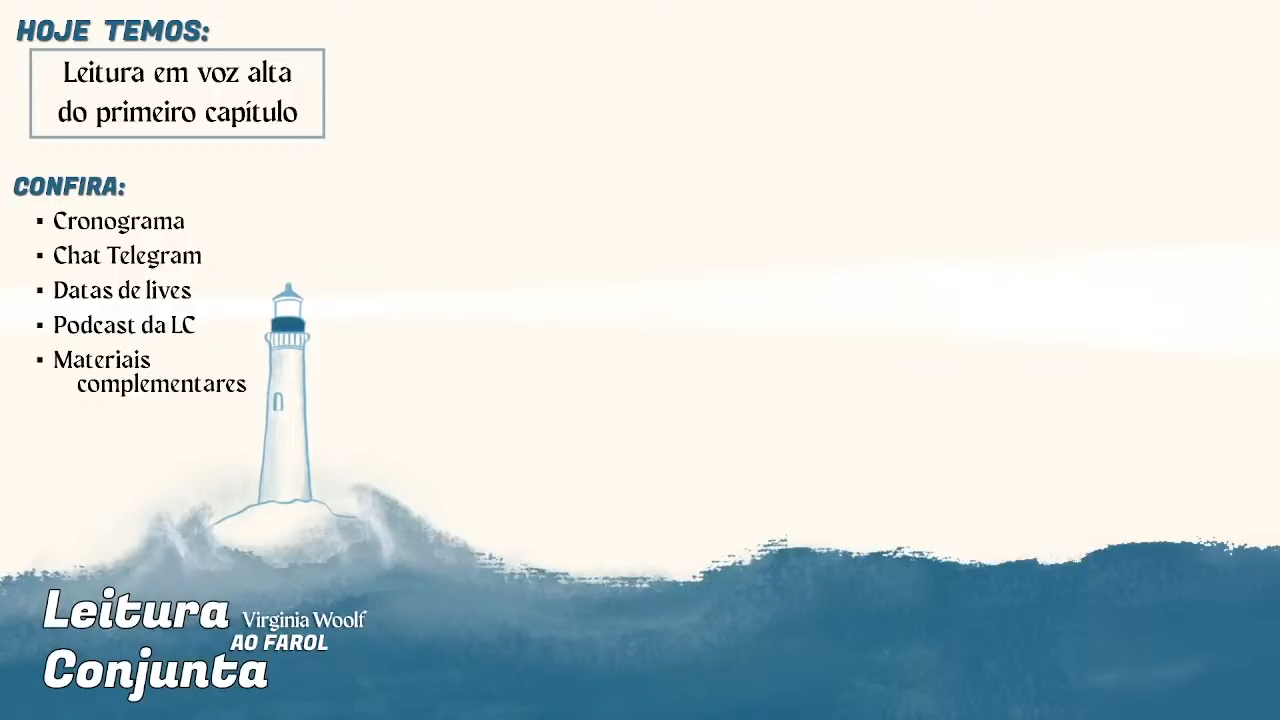 HOJE TEMOS:
Leitura em voz alta
do primeiro capítulo
CONFIRA:
▪ Cronograma
▪ Chat Telegram
▪ Datas de lives
▪ Podcast da LC
▪ Materiais
complementares
Leitura
Conjunta
Virginia Woolf
AO FAROL